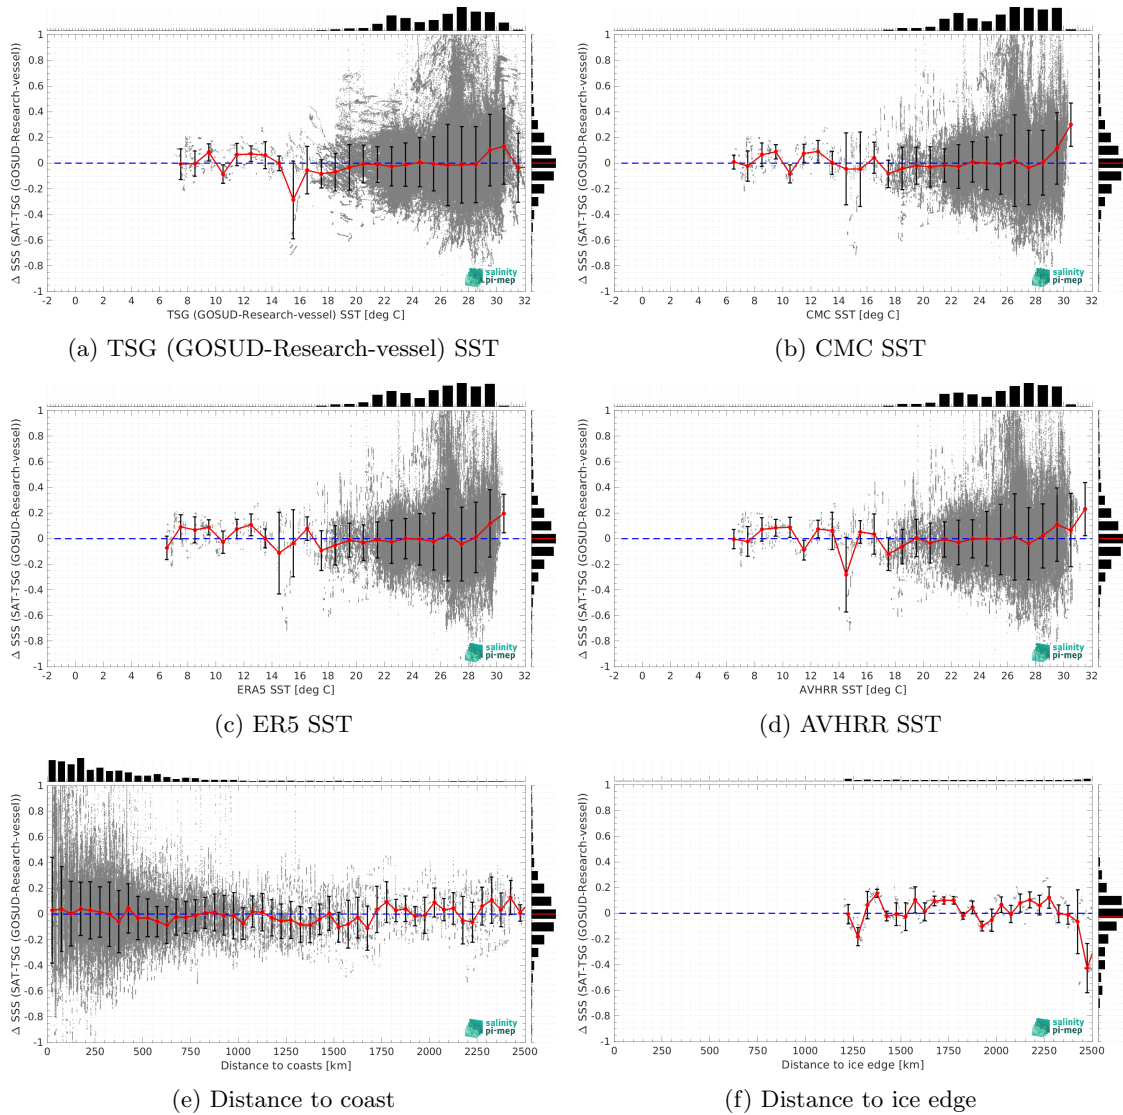 1
0.8
0.6
0.4
0.2
0
-0.2
-0.4
-0.6
-0.8
-1
Δ SSS (SAT-TSG (GOSUD-Research-vessel))
salinity
pi-mep
-2 0 2 4 6 8 10 12 14 16 18 20 22 24 26 28 30 32
TSG (GOSUD-Research-vessel) SST [deg C]
(a) TSG (GOSUD-Research-vessel) SST
1
0.8
0.6
0.4
0.2
0
-0.2
-0.4
-0.6
-0.8
-1
Δ SSS (SAT-TSG (GOSUD-Research-vessel))
salinity
pi-mep
-2 0 2 4 6 8 10 12 14 16 18 20 22 24 26 28 30 32
CMC SST [deg C]
(b) CMC SST
1
0.8
0.6
0.4
0.2
0
-0.2
-0.4
-0.6
-0.8
-1
Δ SSS (SAT-TSG (GOSUD-Research-vessel))
salinity
pi-mep
-2 0 2 4 6 8 10 12 14 16 18 20 22 24 26 28 30 32
ERA5 SST [deg C]
(c) ER5 SST
1
0.8
0.6
0.4
0.2
0
-0.2
-0.4
-0.6
-0.8
-1
Δ SSS (SAT-TSG (GOSUD-Research-vessel))
salinity
pi-mep
-2 0 2 4 6 8 10 12 14 16 18 20 22 24 26 28 30 32
AVHRR SST [deg C]
(d) AVHRR SST
1
0.8
0.6
0.4
0.2
0
-0.2
-0.4
-0.6
-0.8
-1
Δ SSS (SAT-TSG (GOSUD-Research-vessel))
salinity
pi-mep
0 250 500 750 1000 1250 1500 1750 2000 2250 2500
Distance to coasts [km]
(e) Distance to coast
1
0.8
0.6
0.4
0.2
0
-0.2
-0.4
-0.6
-0.8
-1
Δ SSS (SAT-TSG (GOSUD-Research-vessel))
salinity
pi-mep
0 250 500 750 1000 1250 1500 1750 2000 2250 2500
Distance to ice edge [km]
(f) Distance to ice edge